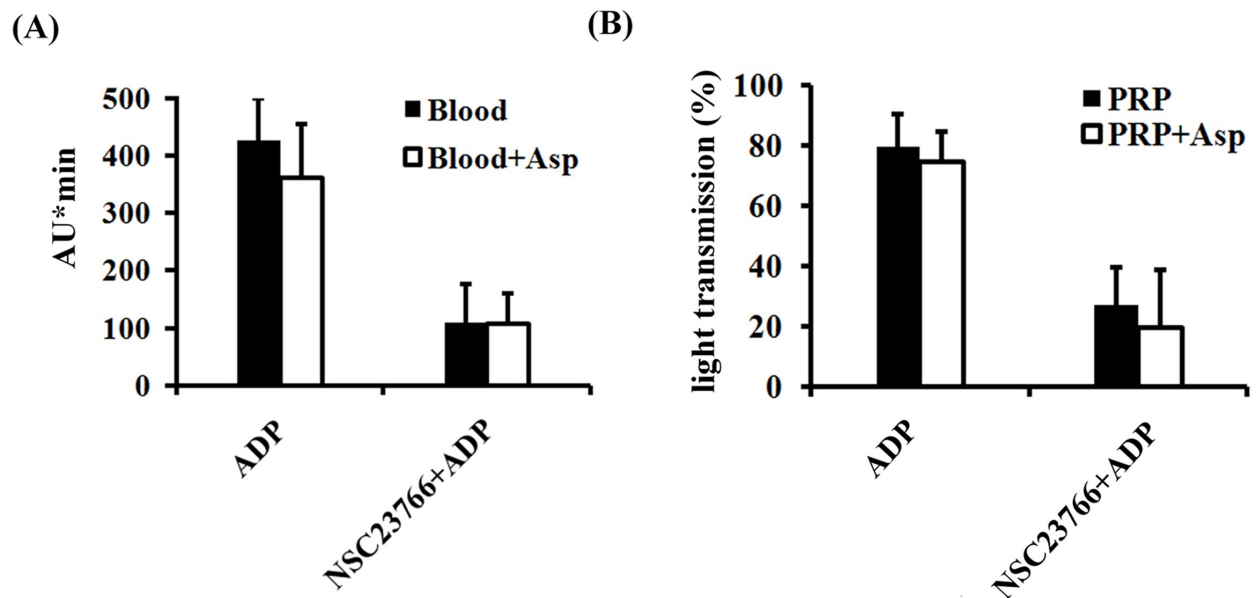 (A)
AU*min
500
400
300
200
100
0
Blood
Blood+Asp
ADP
NSC23766+ADP
(B)
light transmission (%)
100
80
60
40
20
0
PRP
PRP+Asp
ADP
NSC23766+ADP